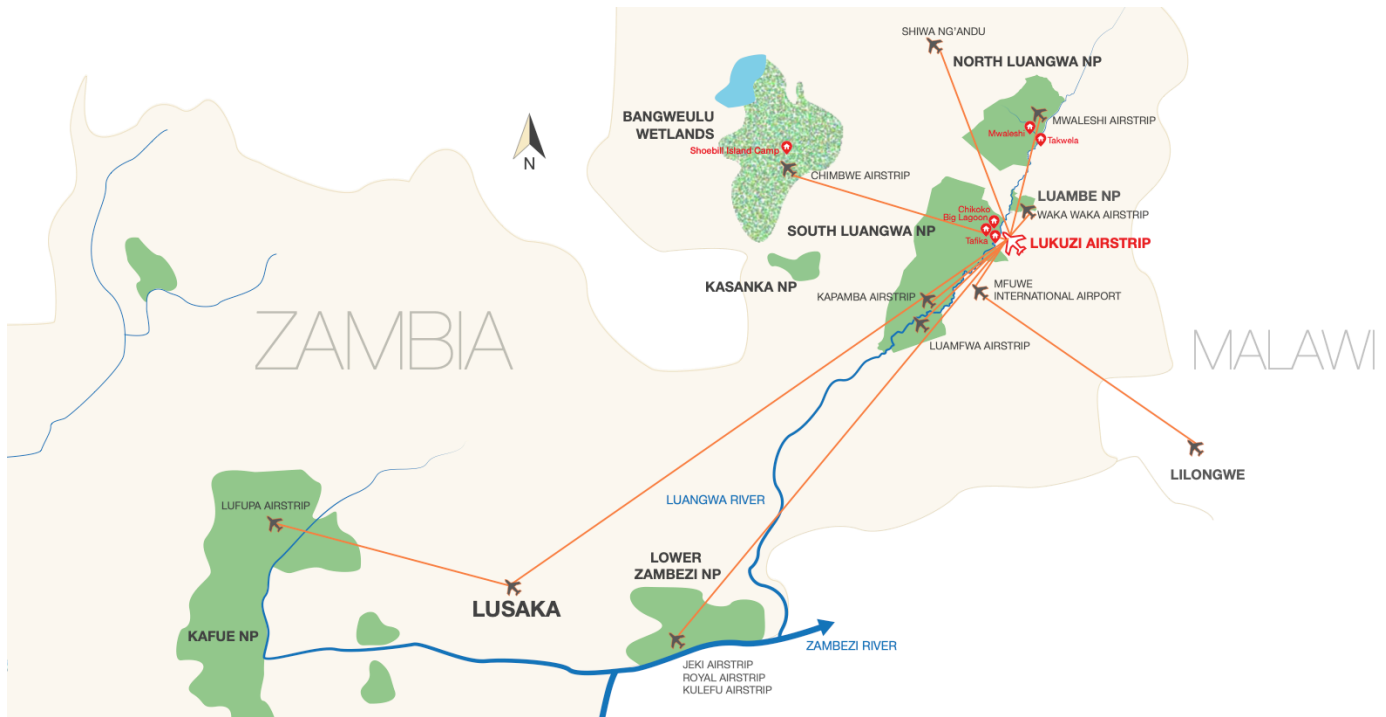 SHIWA NG'ANDU
NORTH LUANGWA NP
BANGWEULU
WETLANDS
MWALESHI AIRSTRIP
Mwaleshi
Takwela
Shoebill Island Camp
CHIMBWE AIRSTRIP
LUAMBE NP
WAKA WAKA AIRSTRIP
Chikoko
Big Lagoon
Tafika
SOUTH LUANGWA NP
LUKUZI AIRSTRIP
N
KASANKA NP
KAPAMBA AIRSTRIP
MFUWE
INTERNATIONAL AIRPORT
LUAMFWA AIRSTRIP
ZAMBIA
MALAWI
LILONGWE
LUANGWA RIVER
LUFUPA AIRSTRIP
LOWER
ZAMBEZI NP
LUSAKA
KAFUE NP
ZAMBEZI RIVER
JEKI AIRSTRIP
ROYAL AIRSTRIP
KULEFU AIRSTRIP